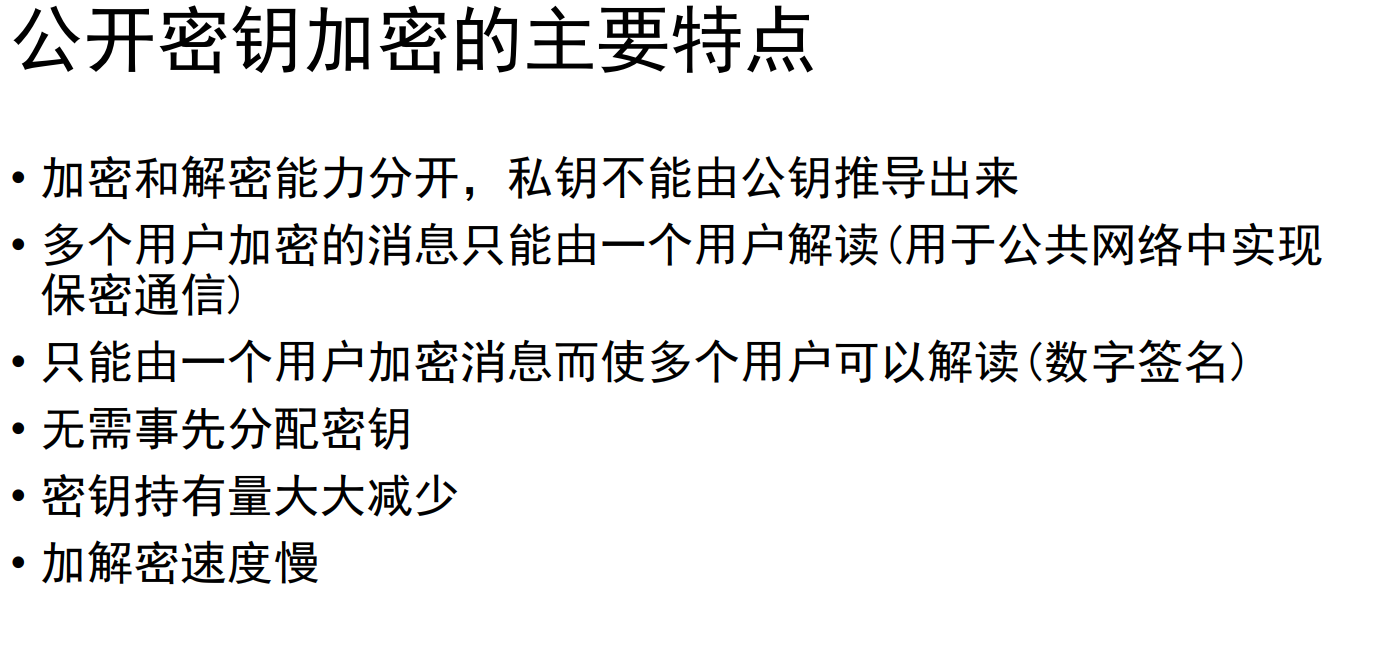 公开密钥加密的主要特点
• 加密和解密能力分开，私钥不能由公钥推导出来
• 多个用户加密的消息只能由一个用户解读(用于公共网络中实现
保密通信)
• 只能由一个用户加密消息而使多个用户可以解读(数字签名)
• 无需事先分配密钥
• 密钥持有量大大减少
• 加解密速度慢